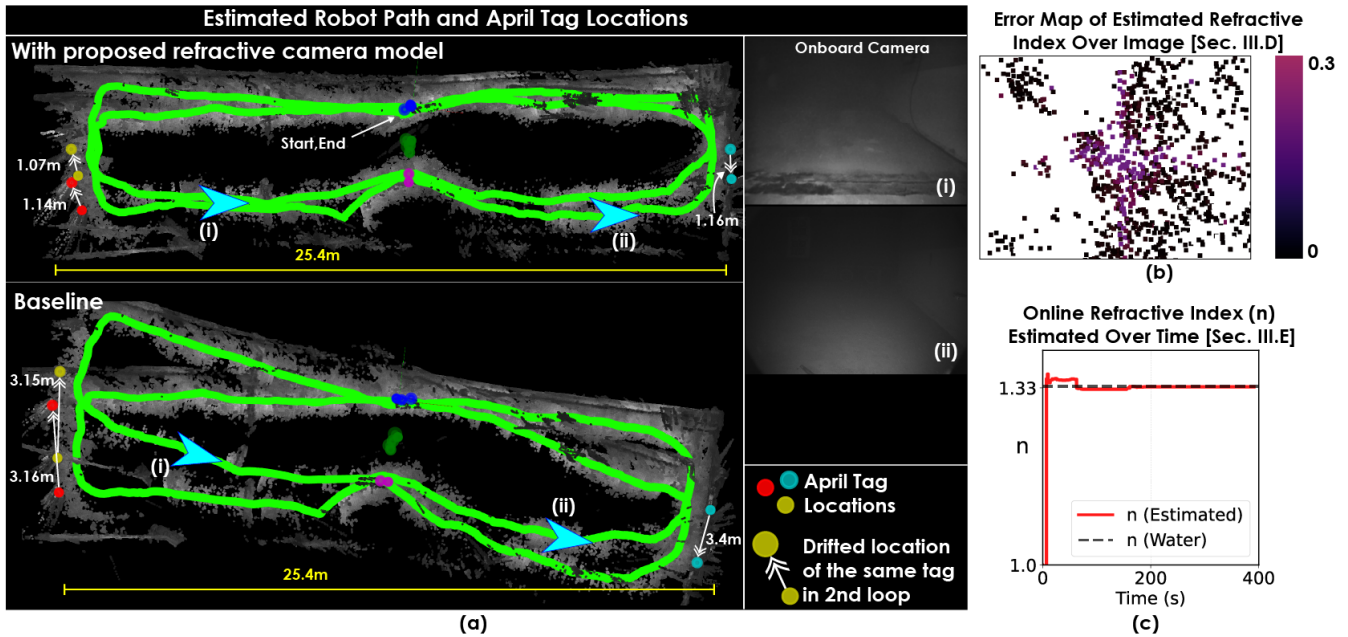 Estimated Robot Path and April Tag Locations
With proposed refractive camera model
Start,End
1.07m
1.14m
(i)
(ii)
1.16m
25.4m
Baseline
3.15m
3.16m
(i)
(ii)
3.4m
25.4m
(a)
Onboard Camera
(i)
(ii)
April Tag
Locations
Drifted location
of the same tag
in 2nd loop
Error Map of Estimated Refractive
Index Over Image [Sec. III.D]
0.3
0
(b)
Online Refractive Index (n)
Estimated Over Time [Sec. III.E]
1.33
n
1.0
n (Estimated)
n (Water)
0 200 400
Time (s)
(c)